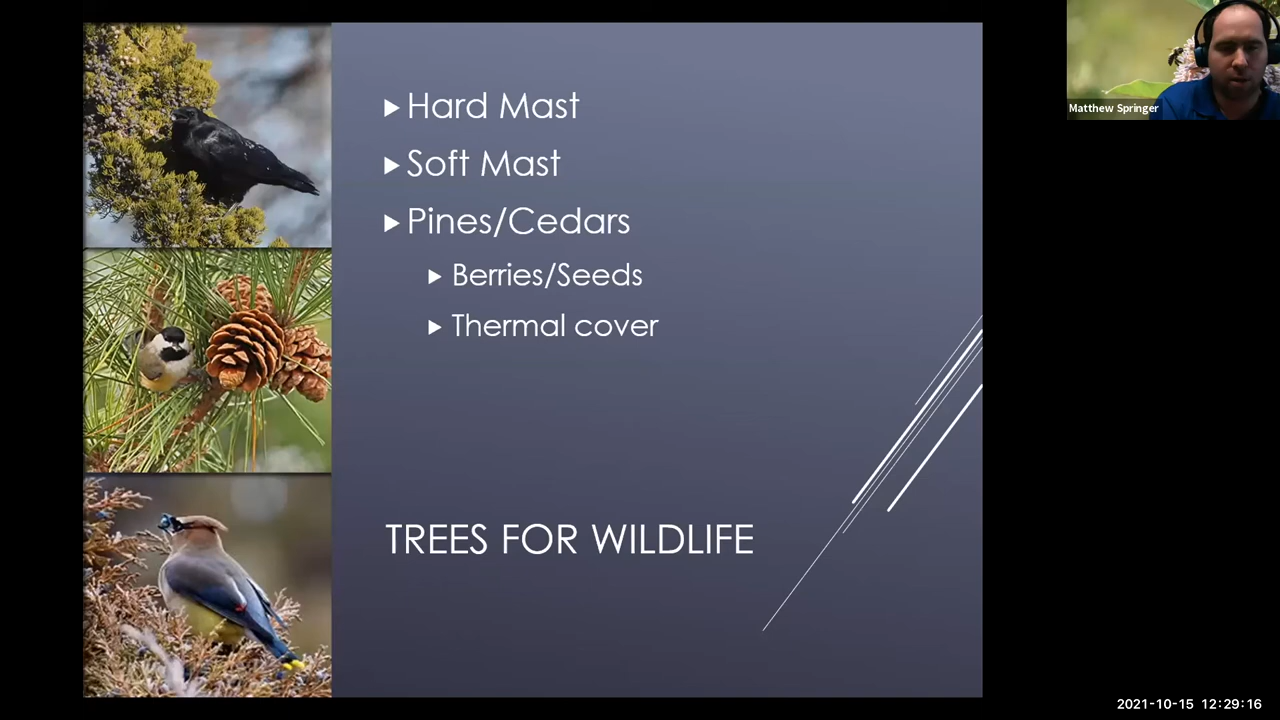 Hard Mast
Soft Mast
Pines/Cedars
Berries/Seeds
Thermal cover
TREES FOR WILDLIFE
Matthew Springer
2021-10-15 12:29:16